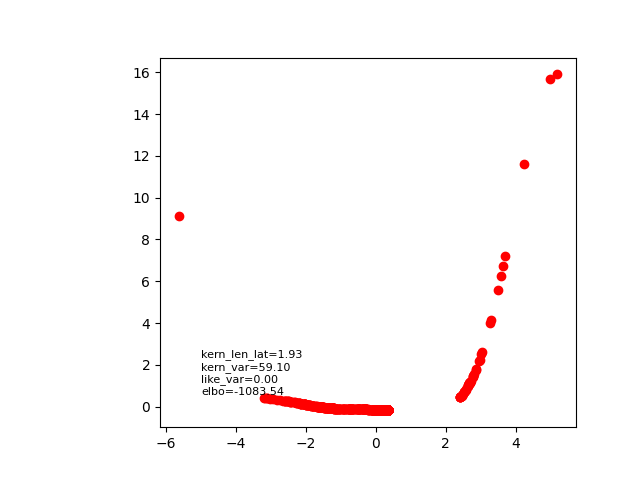 16
14
12
10
8
6
4
2
0
kern_len_lat=1.93
kern_var=59.10
like_var=0.00
elbo=-1083.54
−6 −4 −2 0 2 4